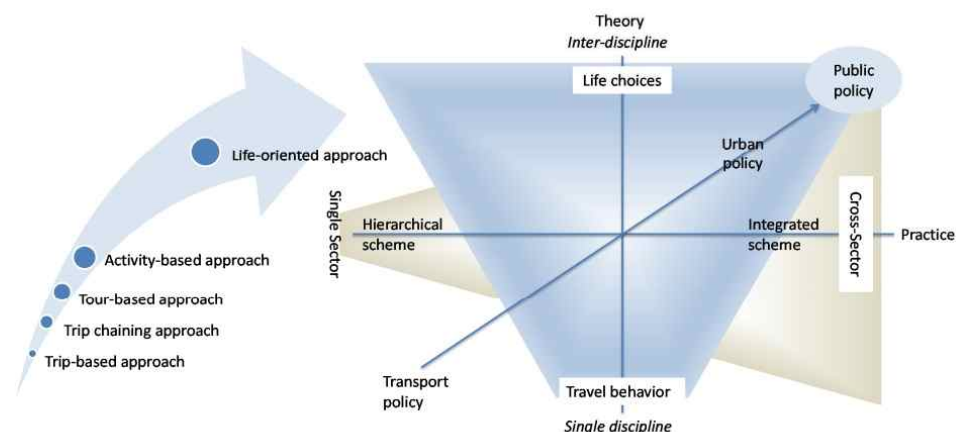 Theory
Inter-discipline
Life choices
Public
policy
Urban
policy
Life-oriented approach
Single Sector
Hierarchical
scheme
Integrated
scheme
Cross-Sector
Practice
Activity-based approach
Tour-based approach
Trip chaining approach
Trip-based approach
Transport
policy
Travel behavior
Single discipline